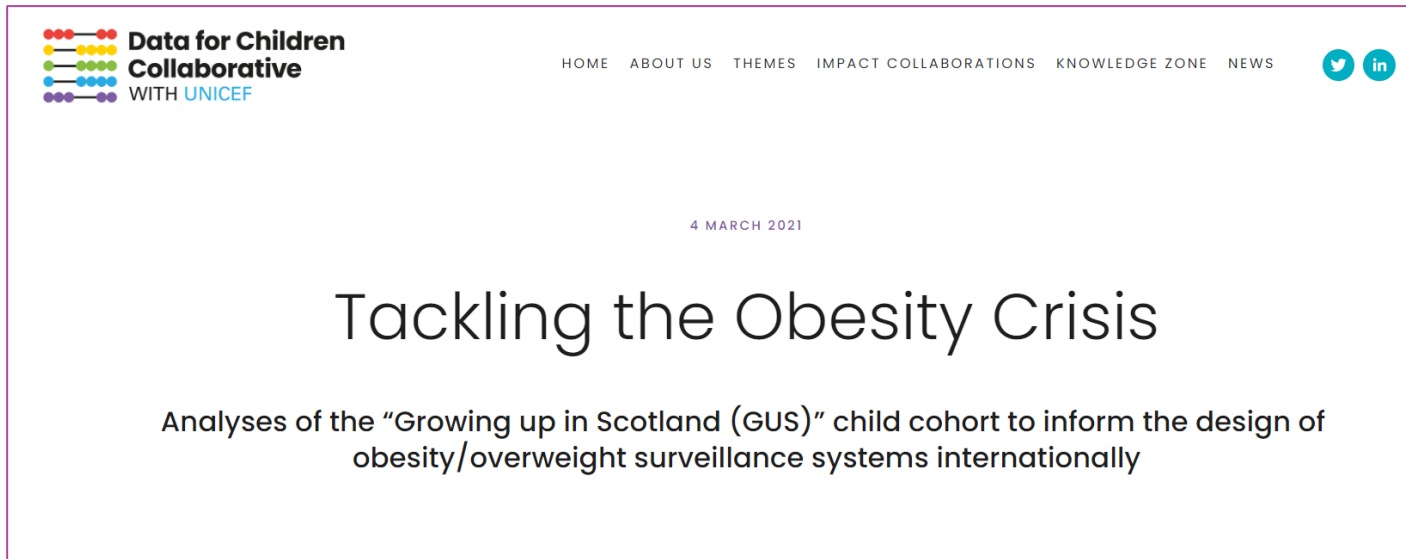 Data for Children
Collaborative
WITH UNICEF
HOME ABOUT US THEMES IMPACT COLLABORATIONS KNOWLEDGE ZONE NEWS
in
4 MARCH 2021
Tackling the Obesity Crisis
Analyses of the “Growing up in Scotland (GUS)” child cohort to inform the design of
obesity/overweight surveillance systems internationally